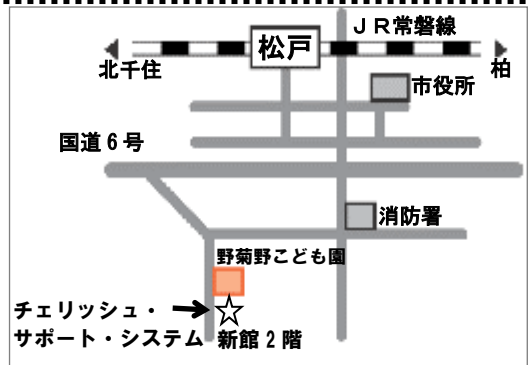 JR常磐線
松戸
北千住
柏
市役所
国道6号
消防署
野菊野こども園
チェリッシュ・
サポート・システム 新館2階